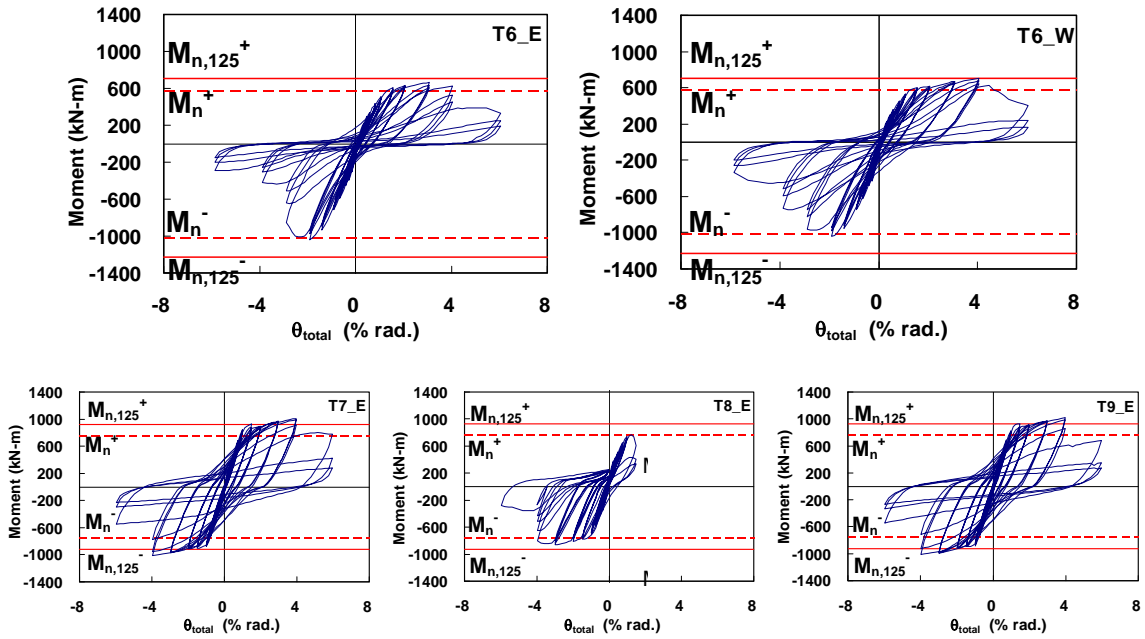 T6_E
1400
1000
600
200
-200
-600
-1000
-1400
Moment (kN-m)
Mn,125+
Mn+
Mn-
Mn,125-
-8 -4 0 4 8
θtotal (% rad.)
T6_W
1400
1000
600
200
-200
-600
-1000
-1400
Moment (kN-m)
Mn,125+
Mn+
Mn-
Mn,125-
-8 -4 0 4 8
θtotal (% rad.)
T7_E
1400
1000
600
200
-200
-600
-1000
-1400
Moment (kN-m)
Mn,125+
Mn+
Mn-
Mn,125-
-8 -4 0 4 8
θtotal (% rad.)
T8_E
1400
1000
600
200
-200
-600
-1000
-1400
Moment (kN-m)
Mn,125+
Mn+
Mn-
Mn,125-
-8 -4 0 4 8
θtotal (% rad.)
T9_E
1400
1000
600
200
-200
-600
-1000
-1400
Moment (kN-m)
Mn,125+
Mn+
Mn-
Mn,125-
-8 -4 0 4 8
θtotal (% rad.)